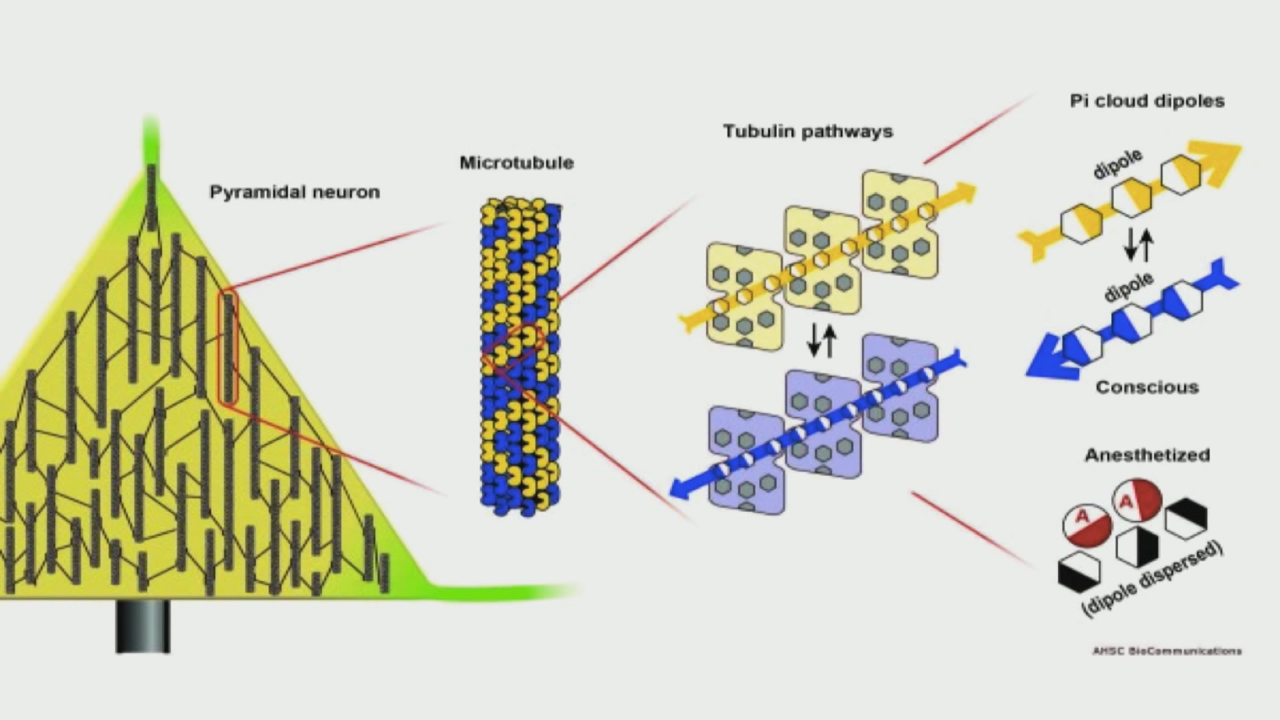 Pi cloud dipoles
Tubulin pathways
Microtubule
Pyramidal neuron
dipole
dipole
Conscious
Anesthetized
A
A
(dipole dispersed)
AHSC BioCommunications